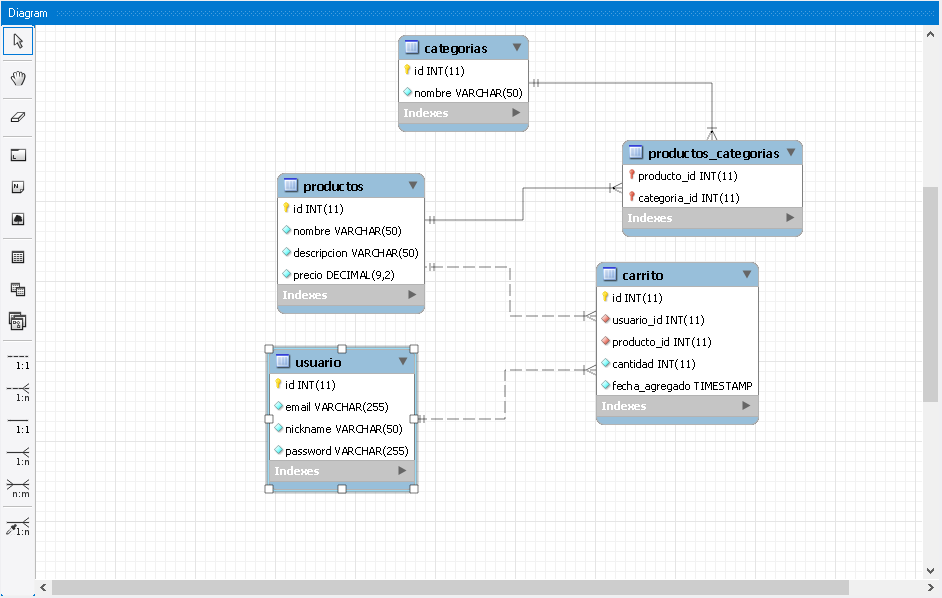 Diagram
categorias
id INT(11)
nombre VARCHAR(50)
Indexes
productos_categorias
producto_id INT(11)
categoria_id INT(11)
Indexes
productos
id INT(11)
nombre VARCHAR(50)
descripcion VARCHAR(50)
precio DECIMAL(9,2)
Indexes
carrito
id INT(11)
usuario_id INT(11)
producto_id INT(11)
cantidad INT(11)
fecha_agregado TIMESTAMP
Indexes
usuario
id INT(11)
email VARCHAR(255)
nickname VARCHAR(50)
password VARCHAR(255)
Indexes
1:1
1:n
1:1
1:n
n:m
1:n